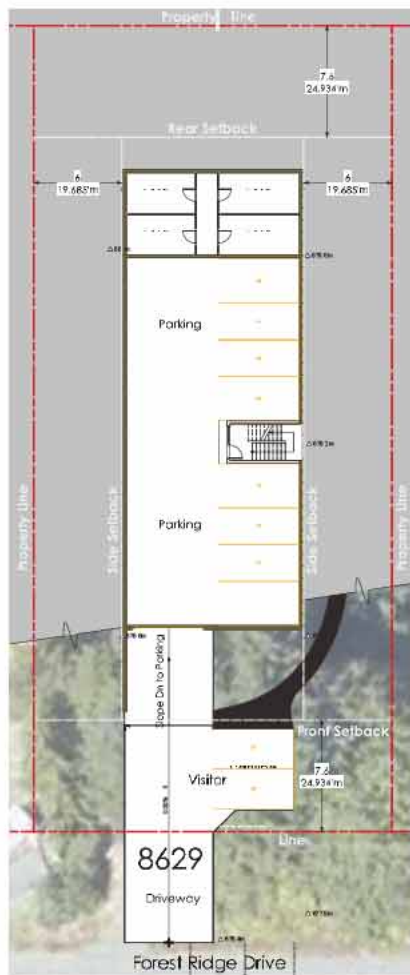 Property line
7.6
24.934'm
Rear Setback
6
19.685'm
6
19.685'm
Parking
Parking
Property Line
Side Setback
Side Setback
Property Line
Slope Dn to Parking
Front Setback
7.6
24.934'm
Visitor
Line
8629
Driveway
Forest Ridge Drive